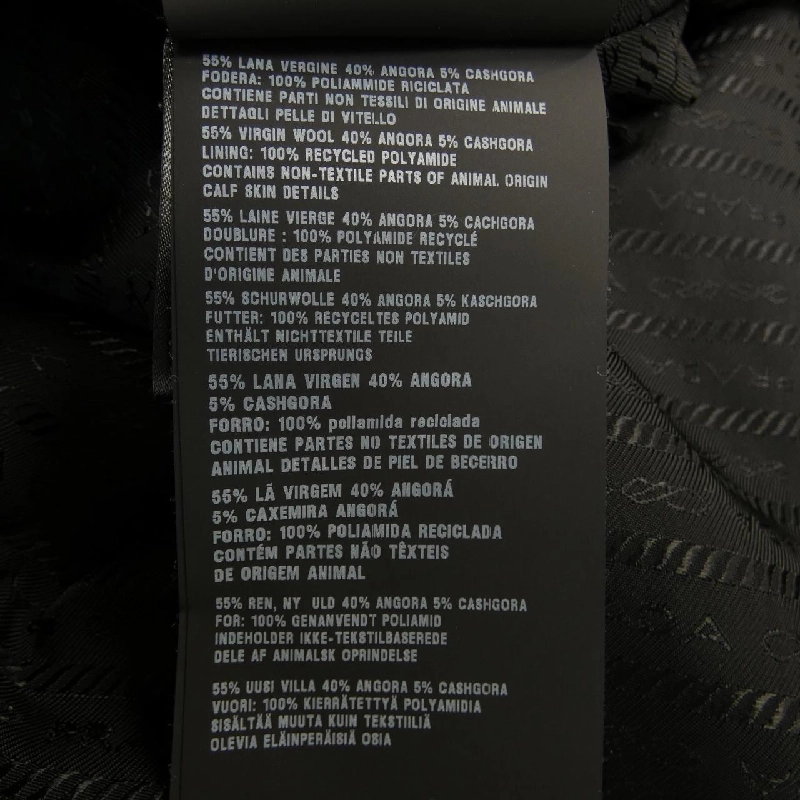 55% LANA VERGINE 40% ANGORA 5% CASHGORA
FODERA: 100% POLIAMMIDE RICICLATA
CONTIENE PARTI NON TESSILI DI ORIGINE ANIMALE
DETTAGLI PELLE DI VITELLO
55% VIRGIN WOOL 40% ANGORA 5% CASHGORA
LINING: 100% RECYCLED POLYAMIDE
CONTAINS NON-TEXTILE PARTS OF ANIMAL ORIGIN
CALF SKIN DETAILS
55% LAINE VIERGE 40% ANGORA 5% CACHGORA
DOUBLURE : 100% POLYAMIDE RECYCLÉ
CONTIENT DES PARTIES NON TEXTILES
D'ORIGINE ANIMALE
55% SCHURWOLLE 40% ANGORA 5% KASCHGORA
FUTTER: 100% RECYCELTES POLYAMID
ENTHÄLT NICHTTEXTILE TEILE
TIERISCHEN URSPRUNGS
55% LANA VIRGEN 40% ANGORA
5% CASHGORA
FORRO: 100% poliamida reciclada
CONTIENE PARTES NO TEXTILES DE ORIGEN
ANIMAL DETALLES DE PIEL DE BECERRO
55% LÃ VIRGEM 40% ANGORÁ
5% CAXEMIRA ANGORÁ
FORRO: 100% POLIAMIDA RECICLADA
CONTÉM PARTES NÃO TÊXTEIS
DE ORIGEM ANIMAL
55% REN, NY ULD 40% ANGORA 5% CASHGORA
FOR: 100% GENANVENDT POLIAMID
INDEHOLDER IKKE-TEKSTILBASEREDE
DELE AF ANIMALSK OPRINDELSE
55% UUSI VILLA 40% ANGORA 5% CASHGORA
VUORI: 100% KIERRÄTETTYÄ POLYAMIDIA
SISÄLTÄÄ MUUTA KUIN TEKSTIILIÄ
OLEVIA ELÄINPERÄISIÄ OSIA
PRADA